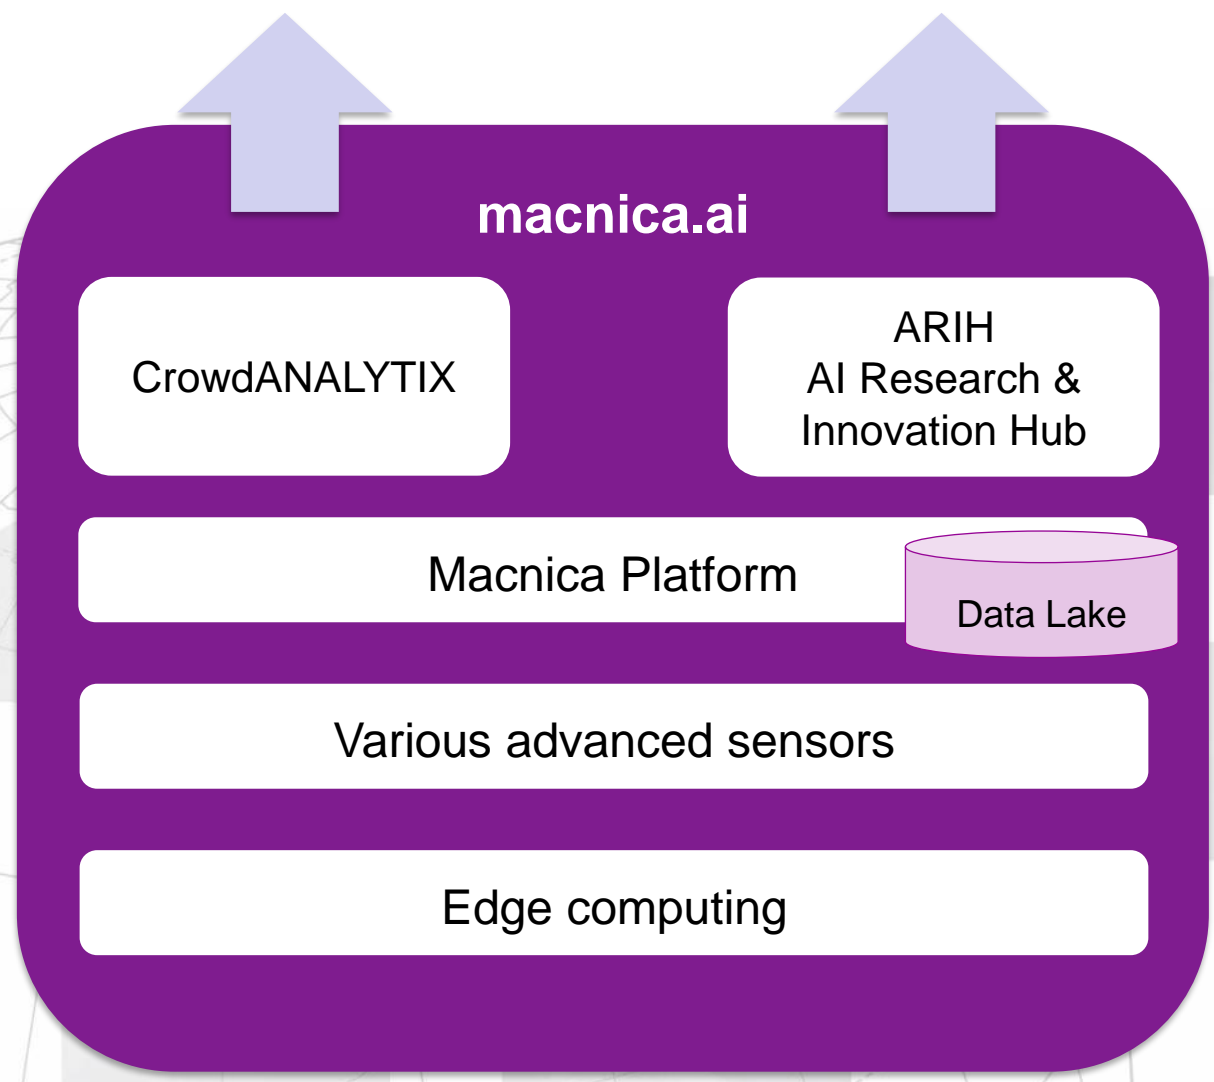 macnica.ai
CrowdANALYTIX
ARIH
AI Research &
Innovation Hub
Macnica Platform
Data Lake
Various advanced sensors
Edge computing